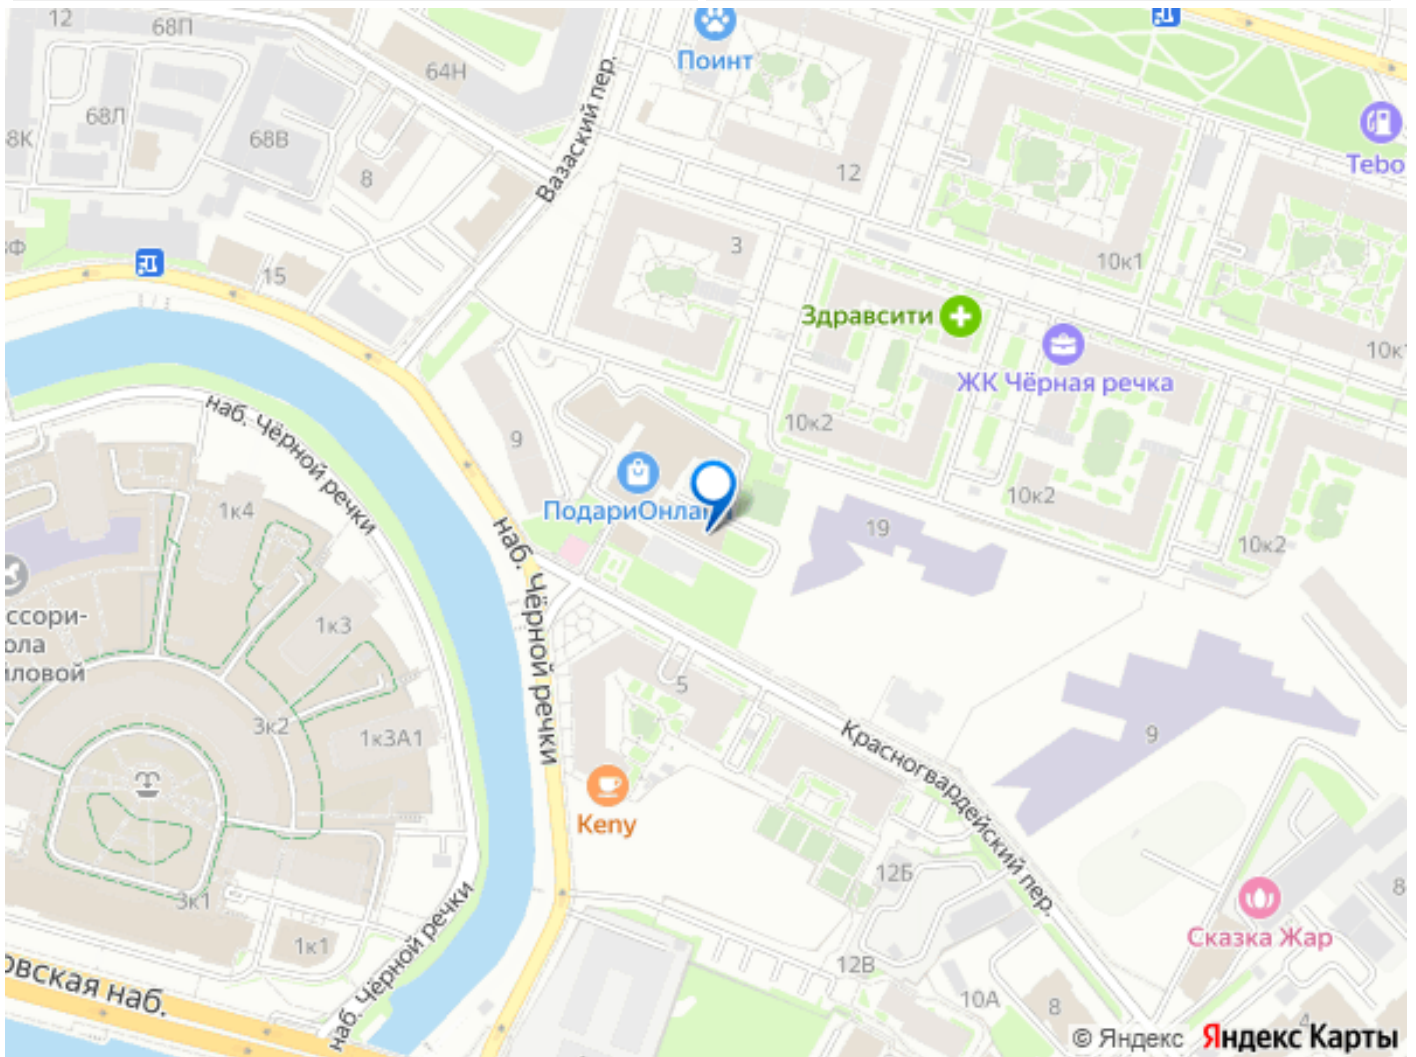 12
68П
64Н
68Л
68В
8К
8
Вазаский пер.
Поинт
12
Tebo
3
10к1
15
Здравсити
ЖК Чёрная речка
10к
наб. Чёрной речки
9
10к2
10к2
10к2
ПодариОнла
19
1к4
1к3
наб. Чёрной речки
ссори-
ола
иловой
3к2
1к3А1
5
9
Красногвардейский пер.
Keny
12Б
8
3к1
1к1
наб. Чёрной речки
Сказка Жар
12В
10А
8
4
овская наб.
© Яндекс Яндекс Карты